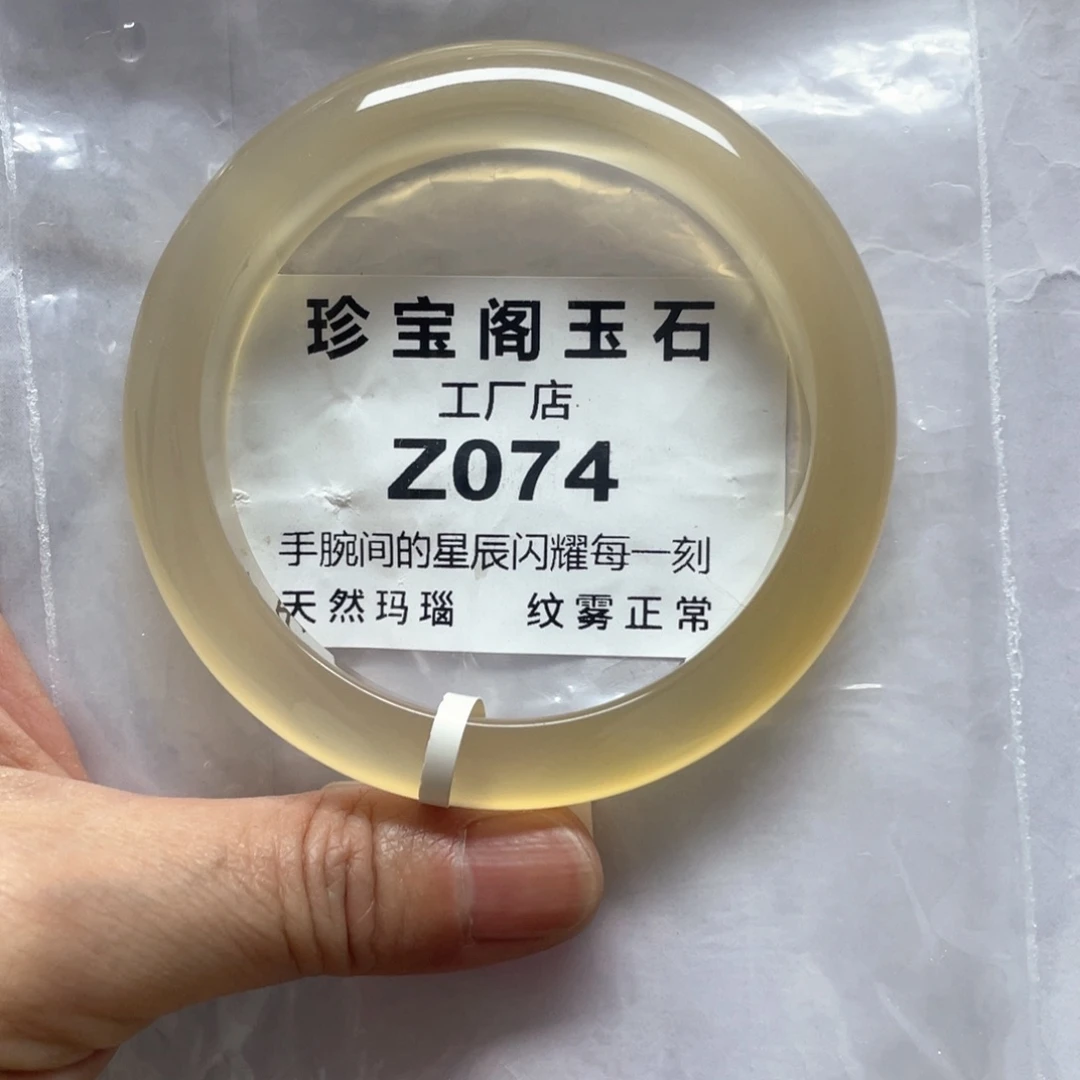 珍宝阁玉石
工厂店
Z074
手腕间的星辰闪耀每一刻
天然玛瑙 纹雾正常